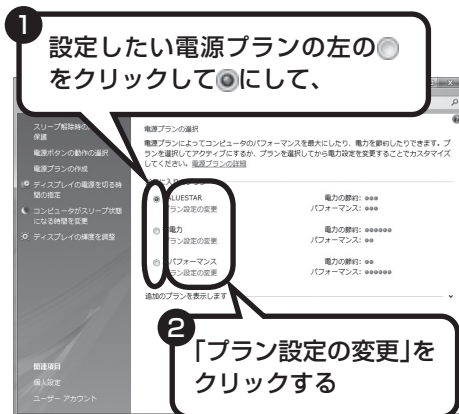 1
設定したい電源プランの左の
をクリックして にして、
スリープ解除時の
保護
電源ボタンの動作の選択
電源プランの作成
ディスプレイの電源を切る時
間の指定
コンピュータがスリープ状態
になる時間を変更
ディスプレイの輝度を調整
電源プランの選択
電源プランによってコンピュータのパフォーマンスを最大にしたり、電力を節約したりできます。プ
ランを選択してアクティブにするか、プランを選択してから電力設定を変更することでカスタマイズ
してください。電源プランの詳細
ALUESTAR
プラン設定の変更
電力の節約:
パフォーマンス:
電力
プラン設定の変更
電力の節約:
パフォーマンス:
パフォーマンス
プラン設定の変更
電力の節約:
パフォーマンス:
追加のプランを表示します
2
「プラン設定の変更」を
クリックする
関連項目
個人設定
ユーザー アカウント